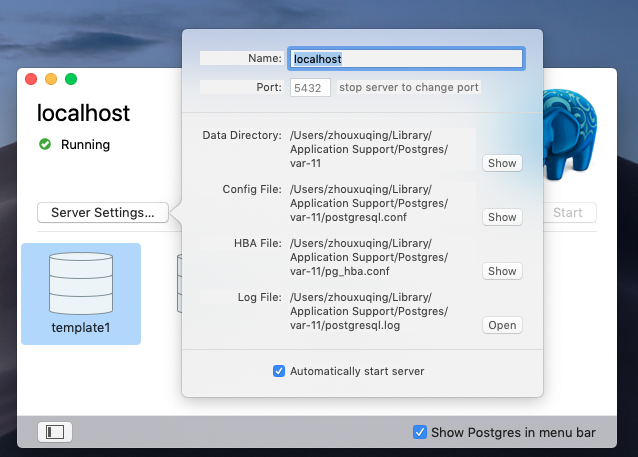 Name: localhost
Port: 5432 stop server to change port
localhost
Running
Server Settings...
Data Directory: /Users/zhouxuqing/Library/
Application Support/Postgres/
var-11
Show
Config File: /Users/zhouxuqing/Library/
Application Support/Postgres/
var-11/postgresql.conf
Show
HBA File: /Users/zhouxuqing/Library/
Application Support/Postgres/
var-11/pg_hba.conf
Show
Log File: /Users/zhouxuqing/Library/
Application Support/Postgres/
var-11/postgresql.log
Open
Automatically start server
Start
template1
Show Postgres in menu bar